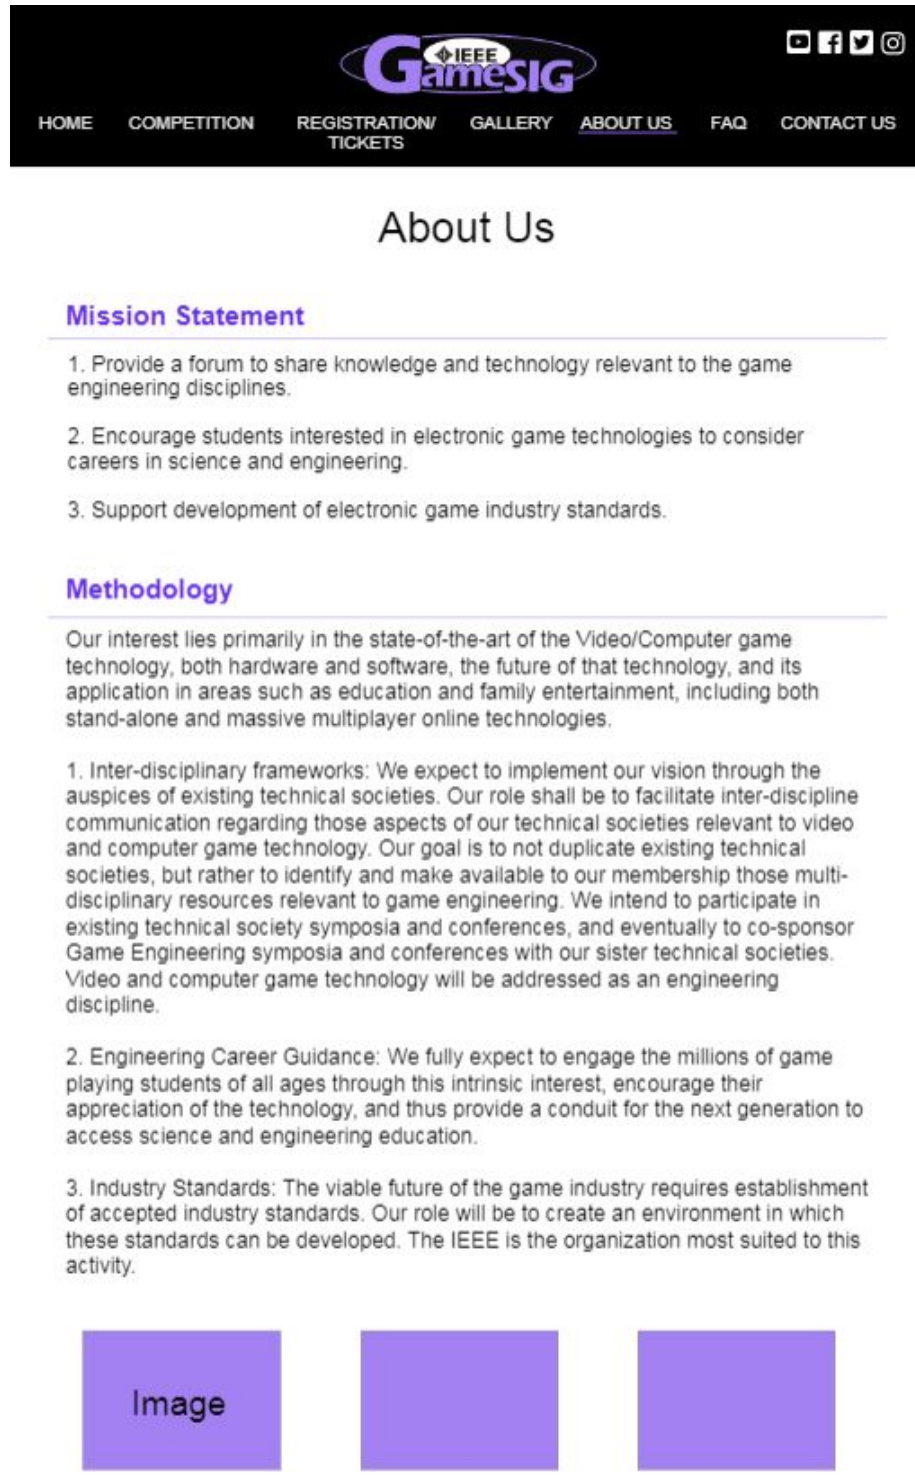 IEEE
GameSIG
HOME COMPETITION REGISTRATION/ GALLERY ABOUT US FAQ CONTACT US
TICKETS
About Us
Mission Statement
1. Provide a forum to share knowledge and technology relevant to the game
engineering disciplines.
2. Encourage students interested in electronic game technologies to consider
careers in science and engineering.
3. Support development of electronic game industry standards.
Methodology
Our interest lies primarily in the state-of-the-art of the Video/Computer game
technology, both hardware and software, the future of that technology, and its
application in areas such as education and family entertainment, including both
stand-alone and massive multiplayer online technologies.
1. Inter-disciplinary frameworks: We expect to implement our vision through the
auspices of existing technical societies. Our role shall be to facilitate inter-discipline
communication regarding those aspects of our technical societies relevant to video
and computer game technology. Our goal is to not duplicate existing technical
societies, but rather to identify and make available to our membership those multi-
disciplinary resources relevant to game engineering. We intend to participate in
existing technical society symposia and conferences, and eventually to co-sponsor
Game Engineering symposia and conferences with our sister technical societies.
Video and computer game technology will be addressed as an engineering
discipline.
2. Engineering Career Guidance: We fully expect to engage the millions of game
playing students of all ages through this intrinsic interest, encourage their
appreciation of the technology, and thus provide a conduit for the next generation to
access science and engineering education.
3. Industry Standards: The viable future of the game industry requires establishment
of accepted industry standards. Our role will be to create an environment in which
these standards can be developed. The IEEE is the organization most suited to this
activity.
Image